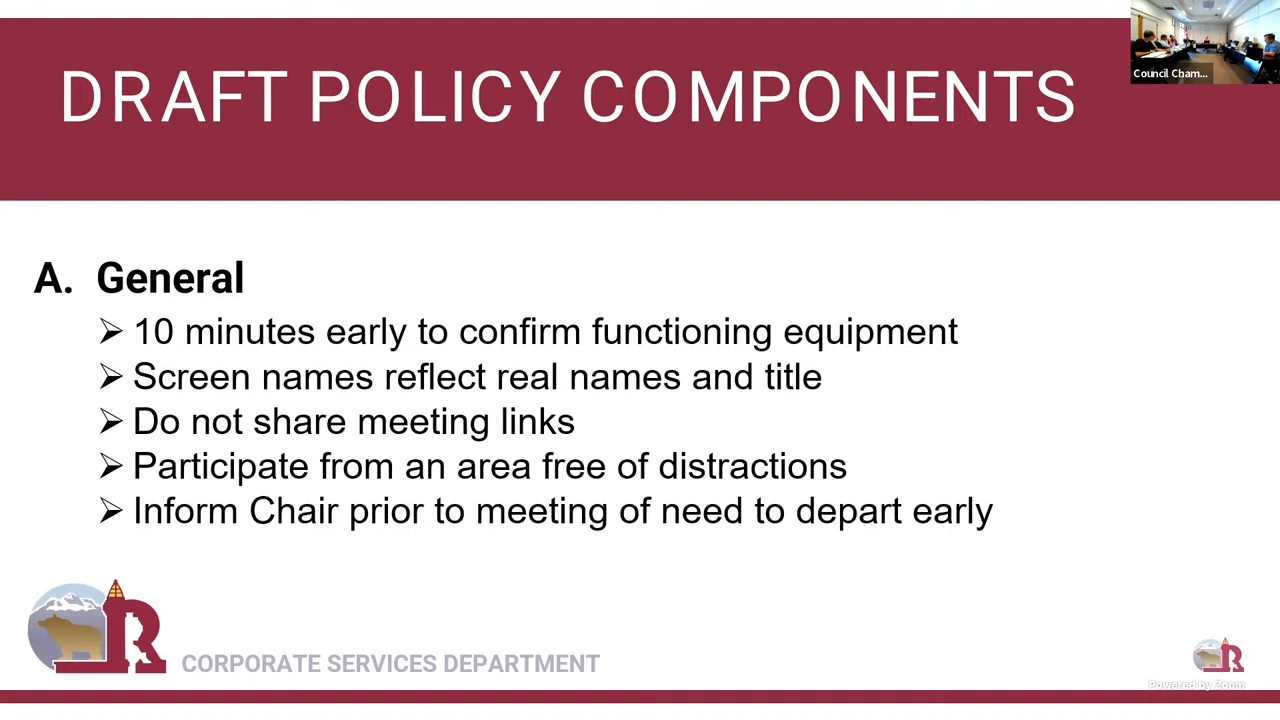 DRAFT POLICY COMPONENTS
Council Cham...
A. General
➢ 10 minutes early to confirm functioning equipment
➢ Screen names reflect real names and title
➢ Do not share meeting links
➢ Participate from an area free of distractions
➢ Inform Chair prior to meeting of need to depart early
R
CORPORATE SERVICES DEPARTMENT
R
Powered by Zoom